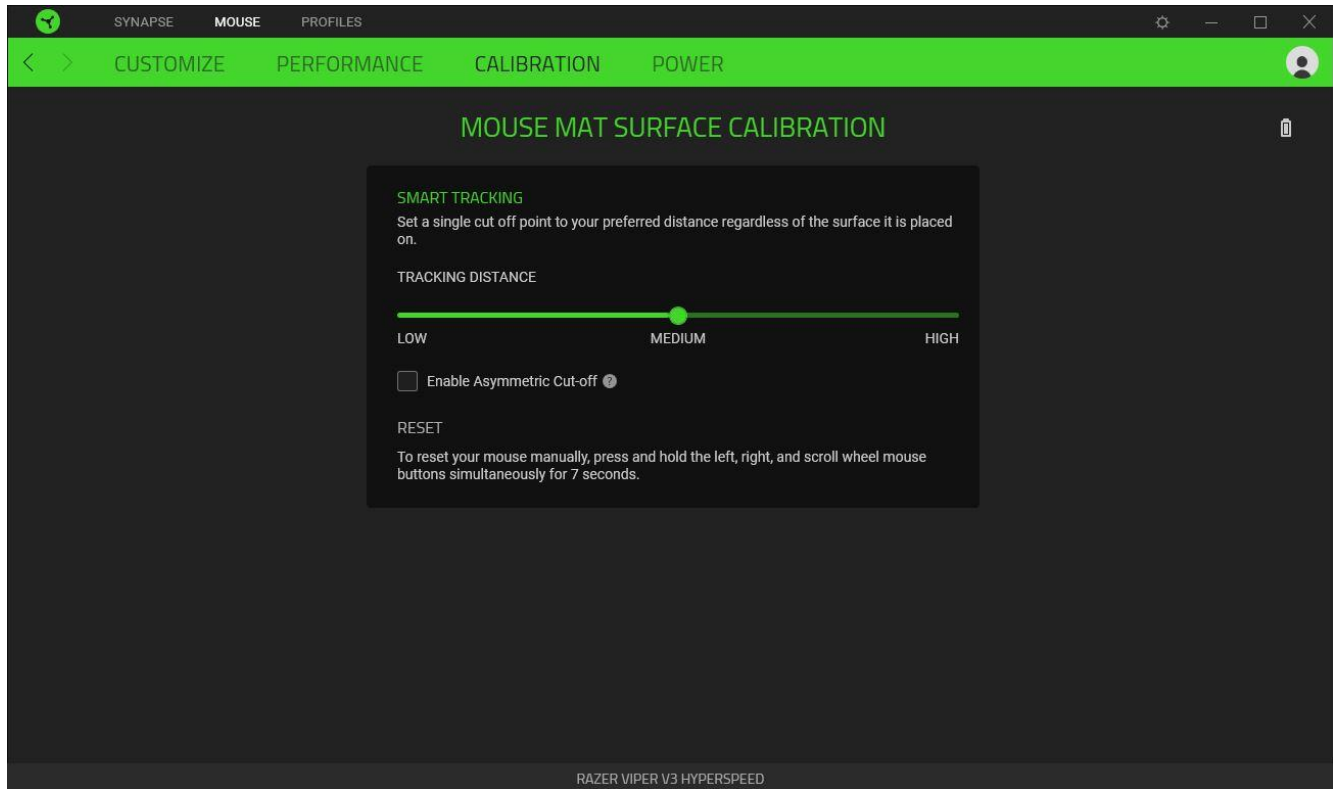 SYNAPSE MOUSE PROFILES
CUSTOMIZE PERFORMANCE CALIBRATION POWER
MOUSE MAT SURFACE CALIBRATION
SMART TRACKING
Set a single cut off point to your preferred distance regardless of the surface it is placed
on.
TRACKING DISTANCE
LOW MEDIUM HIGH
Enable Asymmetric Cut-off ?
RESET
To reset your mouse manually, press and hold the left, right, and scroll wheel mouse
buttons simultaneously for 7 seconds.
RAZER VIPER V3 HYPERSPEED